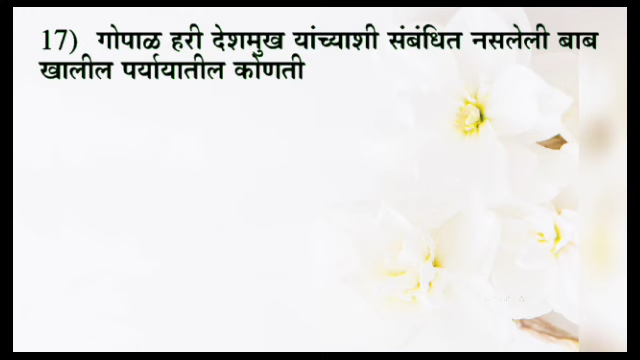 17) गोपाळ हरी देशमुख यांच्याशी संबंधित नसलेली बाब
खालील पर्यायातील कोणती